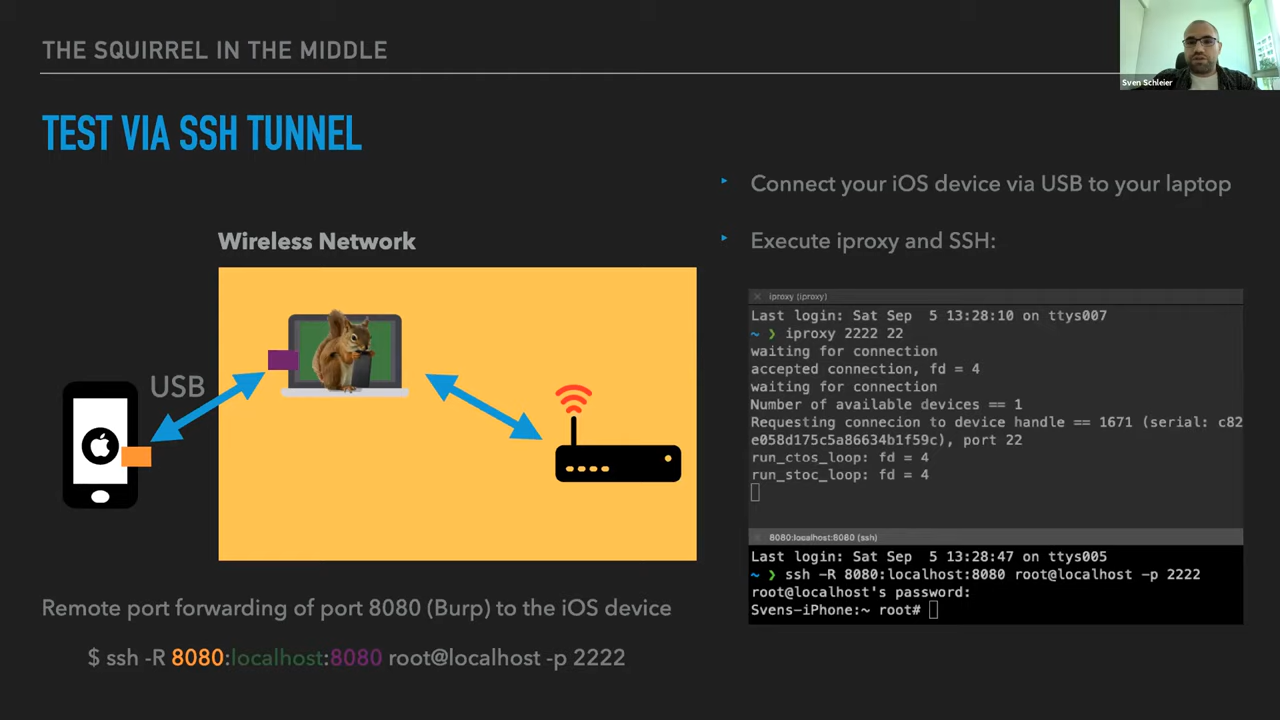 THE SQUIRREL IN THE MIDDLE
Sven Schleier
TEST VIA SSH TUNNEL
Wireless Network
USB
Remote port forwarding of port 8080 (Burp) to the iOS device
$ ssh -R 8080:localhost:8080 root@localhost -p 2222
▸ Connect your iOS device via USB to your laptop
▸ Execute iproxy and SSH:
× iproxy (iproxy)
Last login: Sat Sep  5 13:28:10 on ttys007
~ ❯ iproxy 2222 22
waiting for connection
accepted connection, fd = 4
waiting for connection
Number of available devices == 1
Requesting connecion to device handle == 1671 (serial: c82
e058d175c5a86634b1f59c), port 22
run_ctos_loop: fd = 4
run_stoc_loop: fd = 4
× 8080:localhost:8080 (ssh)
Last login: Sat Sep  5 13:28:47 on ttys005
~ ❯ ssh -R 8080:localhost:8080 root@localhost -p 2222
root@localhost's password:
Svens-iPhone:~ root#